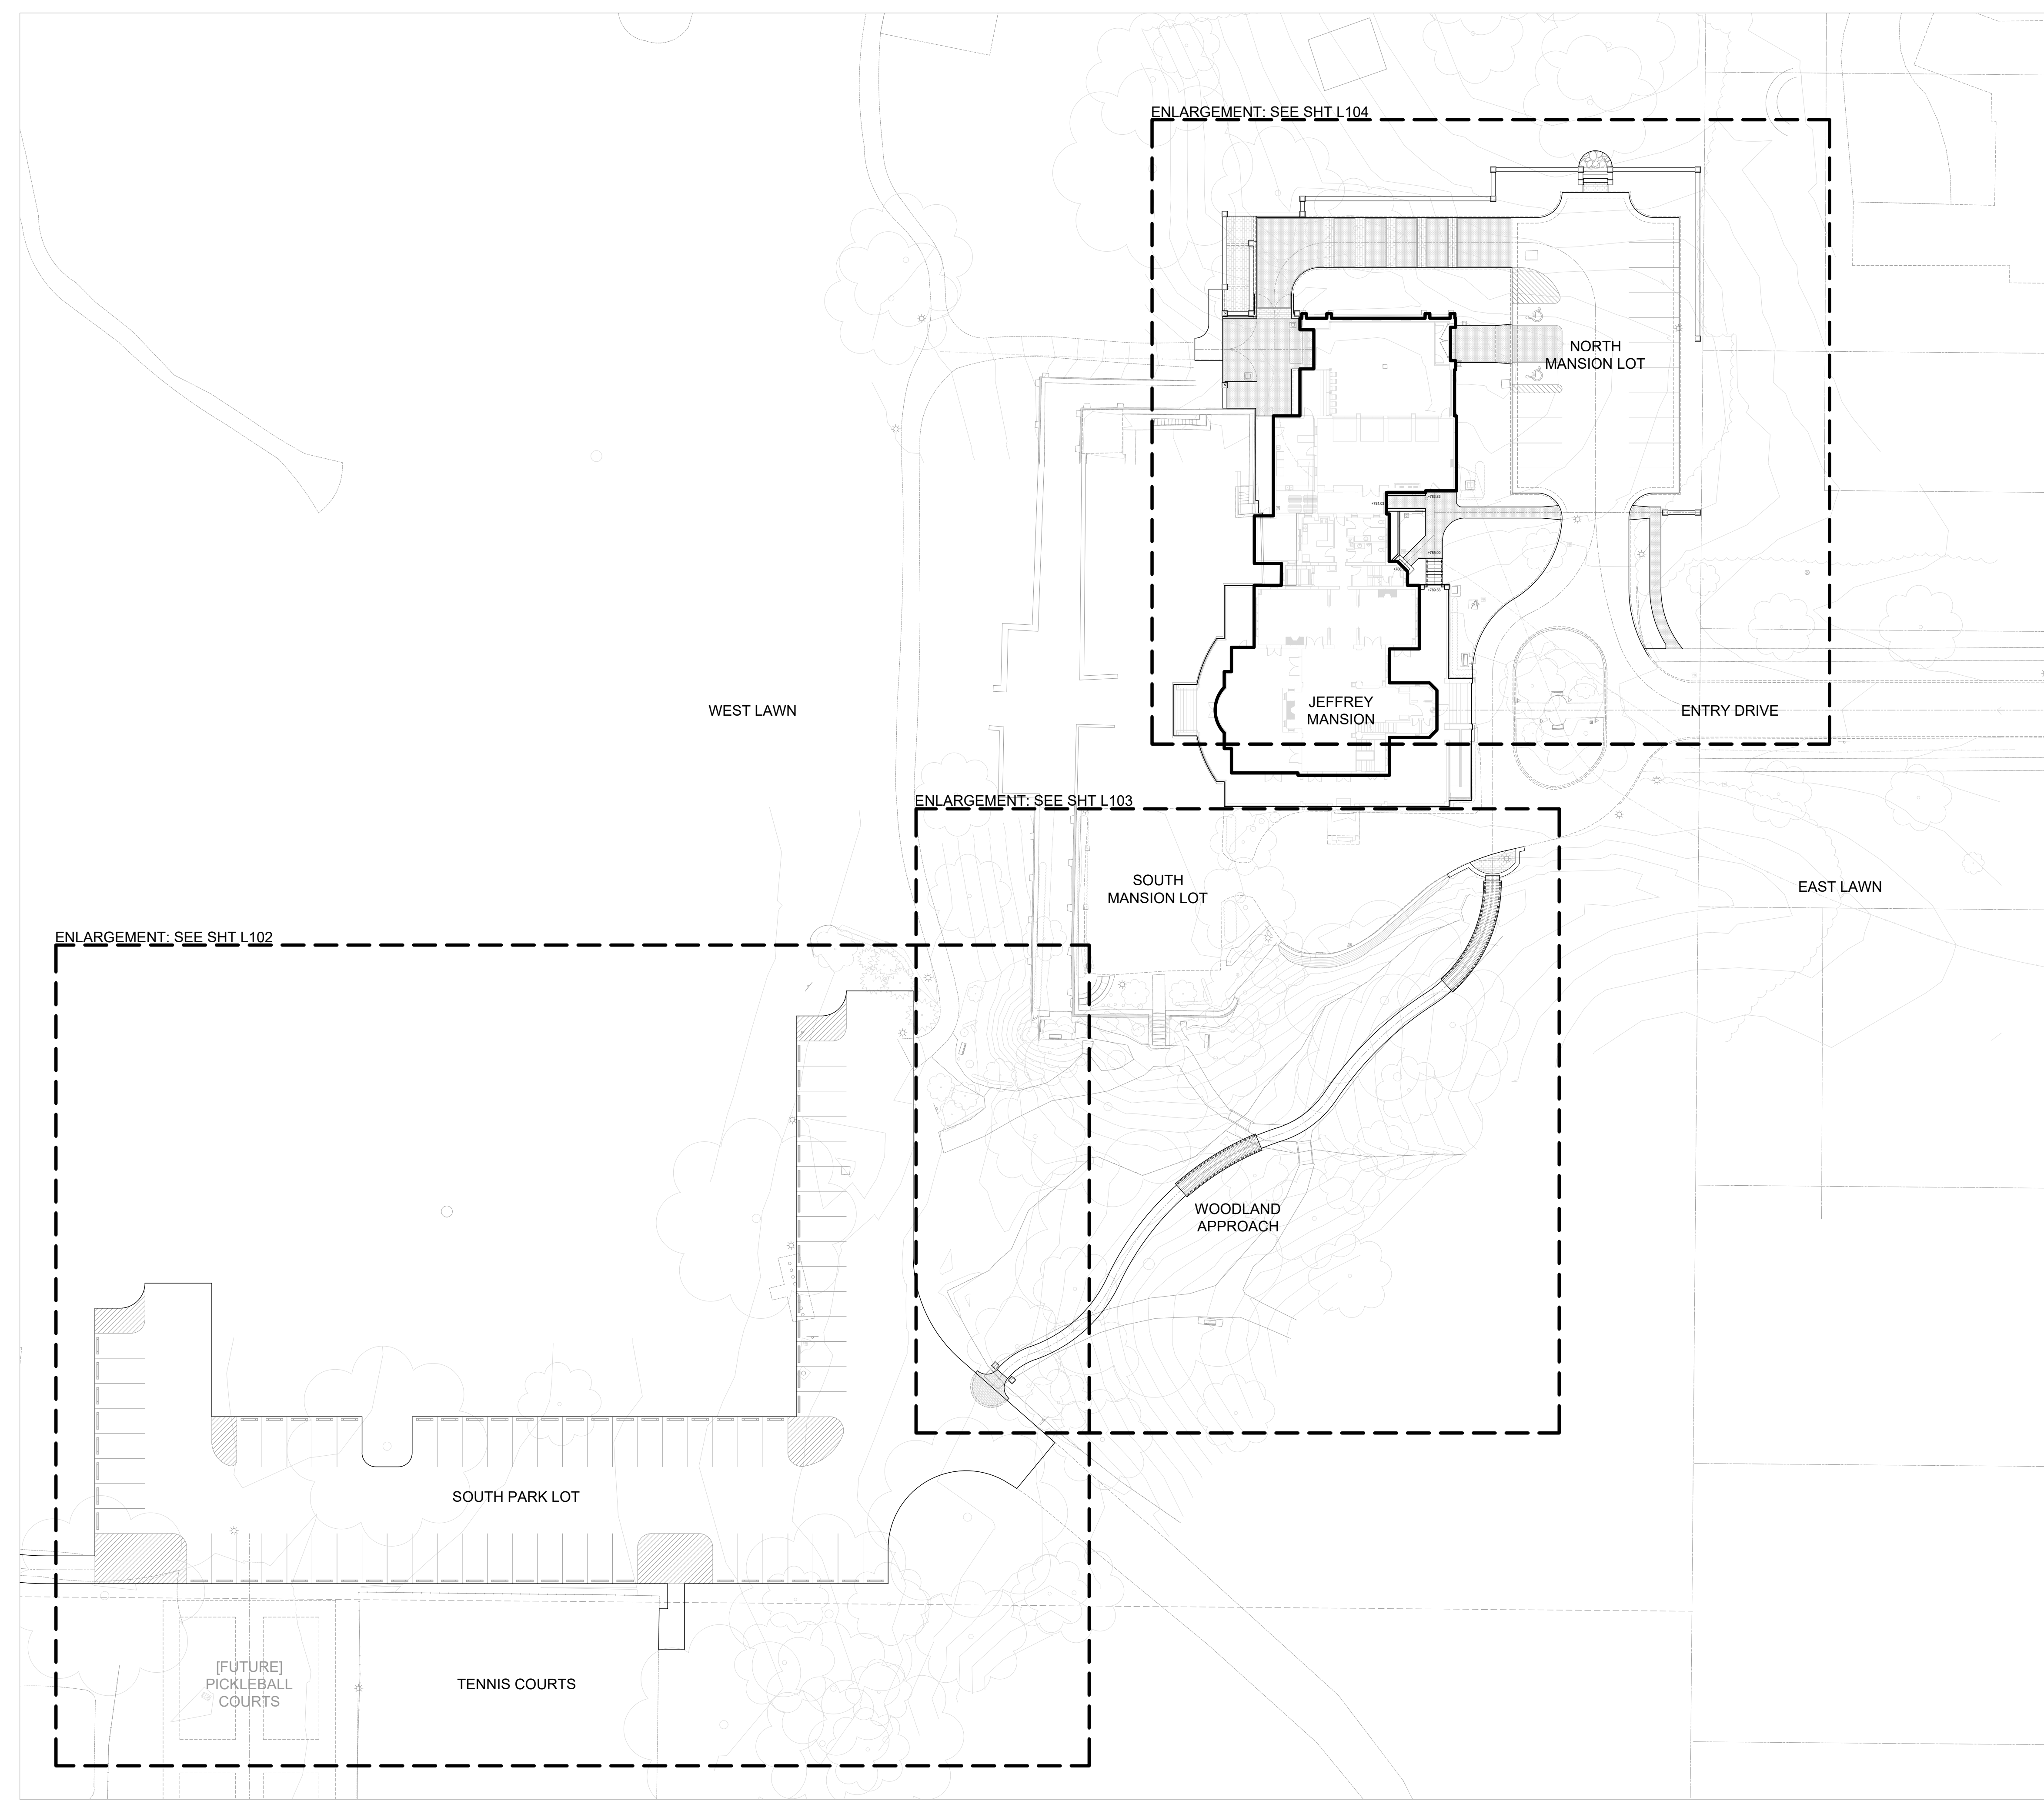 ENLARGEMENT: SEE SHT L104
NORTH
MANSION LOT
JEFFREY
MANSION
ENTRY DRIVE
WEST LAWN
ENLARGEMENT: SEE SHT L103
SOUTH
MANSION LOT
EAST LAWN
ENLARGEMENT: SEE SHT L102
WOODLAND
APPROACH
SOUTH PARK LOT
[FUTURE]
PICKLEBALL
COURTS
TENNIS COURTS